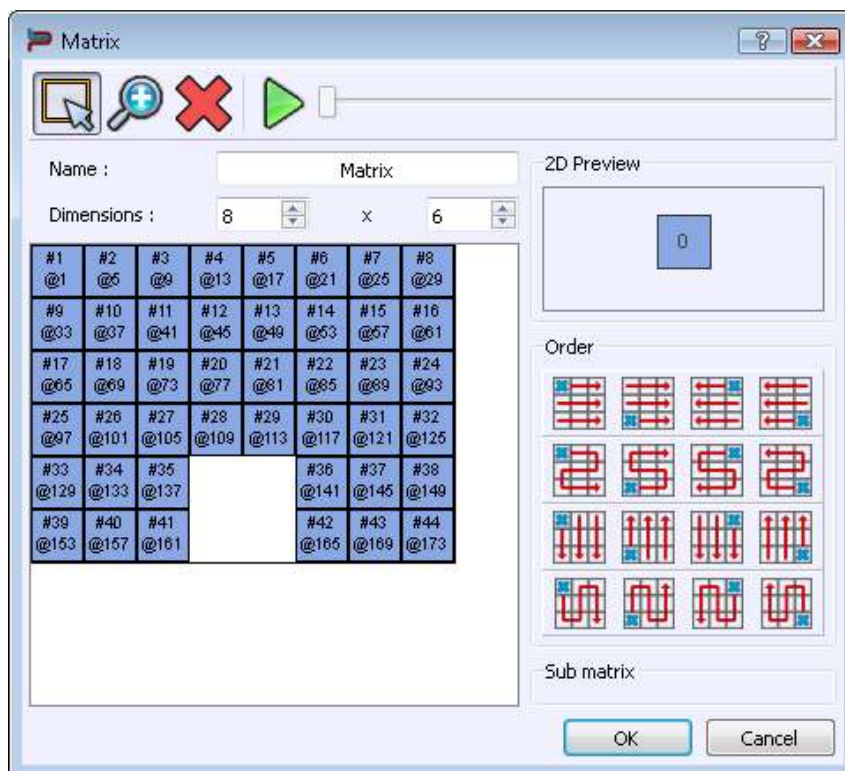 Matrix
Name :
Matrix
2D Preview
Dimensions :
8
x
6
0
#1 #2 #3 #4 #5 #6 #7 #8
@1 @5 @9 @13 @17 @21 @25 @29
#9 #10 #11 #12 #13 #14 #15 #16
@33 @37 @41 @45 @49 @53 @57 @61
#17 #18 #19 #20 #21 #22 #23 #24
@65 @69 @73 @77 @81 @85 @89 @93
#25 #26 #27 #28 #29 #30 #31 #32
@97 @101 @105 @109 @113 @117 @121 @125
#33 #34 #35 #36 #37 #38
@129 @133 @137 @141 @145 @149
#39 #40 #41 #42 #43 #44
@153 @157 @161 @165 @169 @173
Order
Sub matrix
OK
Cancel